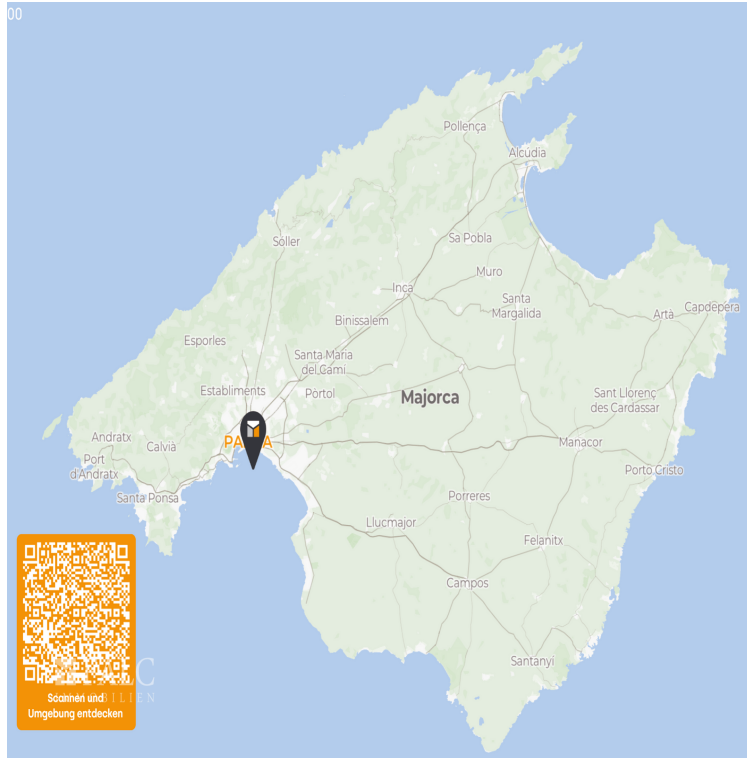 00
Pollença
Alcúdia
Sóller
Sa Pobla
Muro
Inca
Santa
Margalida
Artà
Capdepera
Binissalem
Esporles
Santa Maria
del Camí
Establiments
Portol
Majorca
Sant Llorenç
des Cardassar
Andratx
Calvià
Manacor
Port
d'Andratx
Porto Cristo
Santa Ponsa
Porreres
Llucmajor
Felanitx
Campos
Santanyí
Scannen und
Umgebung entdecken